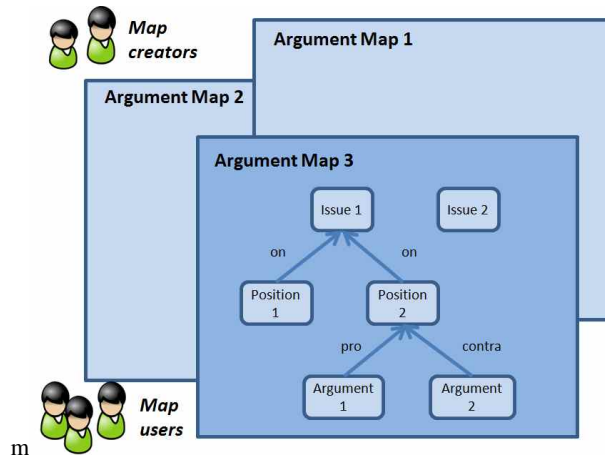 Map
creators
Argument Map 1
Argument Map 2
Argument Map 3
Issue 1
Issue 2
on
on
Position
1
Position
2
pro
contra
Argument
1
Argument
2
Map
users
m